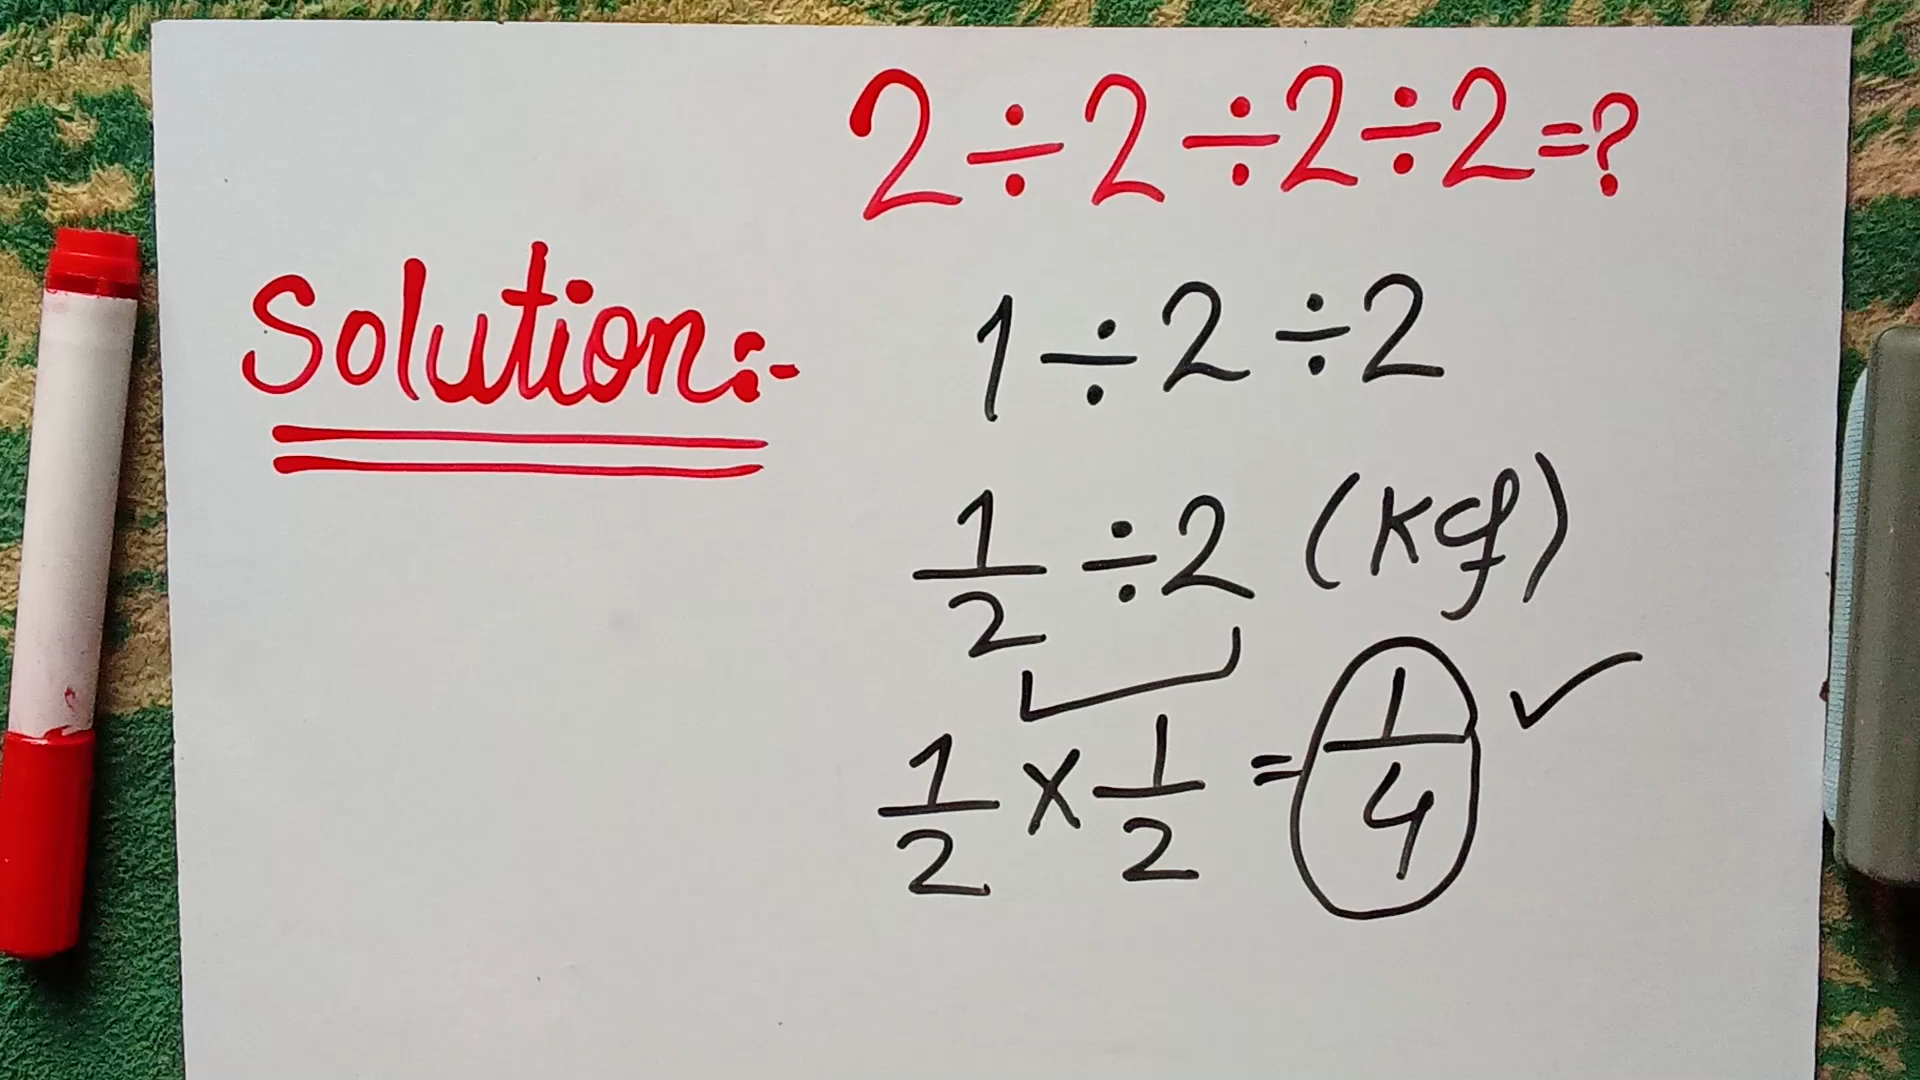 2÷2÷2÷2=?
Solution:-
1÷2÷2
1/2 ÷2 (KCf)
1/2 x 1/2 = 1/4 ✓